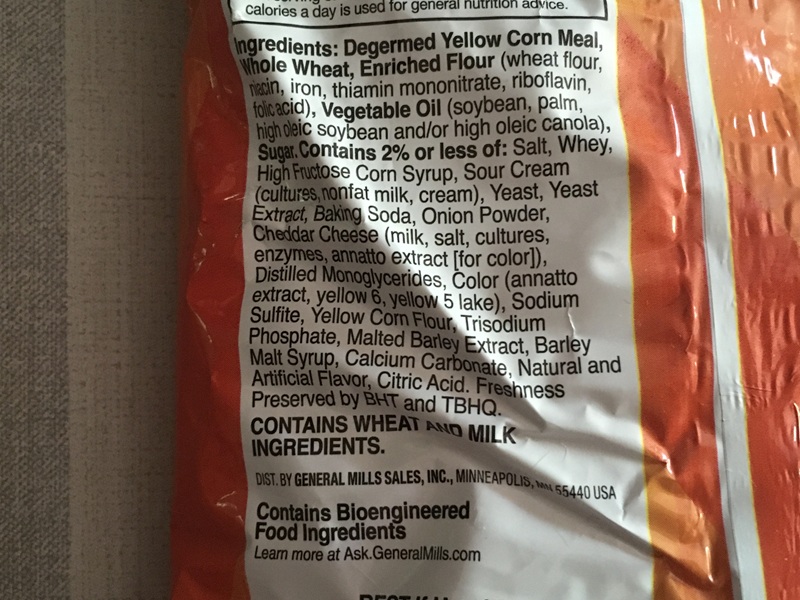 calories a day is used for general nutrition advice.
Ingredients: Degermed Yellow Corn Meal,
Whole Wheat, Enriched Flour (wheat flour,
niacin, iron, thiamin mononitrate, riboflavin,
folic acid), Vegetable Oil (soybean, palm,
high oleic soybean and/or high oleic canola),
Sugar. Contains 2% or less of: Salt, Whey,
High Fructose Corn Syrup, Sour Cream
(cultures, nonfat milk, cream), Yeast, Yeast
Extract, Baking Soda, Onion Powder,
Cheddar Cheese (milk, salt, cultures,
enzymes, annatto extract [for color]),
Distilled Monoglycerides, Color (annatto
extract, yellow 6, yellow 5 lake), Sodium
Sulfite, Yellow Corn Flour, Trisodium
Phosphate, Malted Barley Extract, Barley
Malt Syrup, Calcium Carbonate, Natural and
Artificial Flavor, Citric Acid. Freshness
Preserved by BHT and TBHQ.
CONTAINS WHEAT AND MILK
INGREDIENTS.
DIST. BY GENERAL MILLS SALES, INC., MINNEAPOLIS, MN 55440 USA
Contains Bioengineered
Food Ingredients
Learn more at Ask.GeneralMills.com